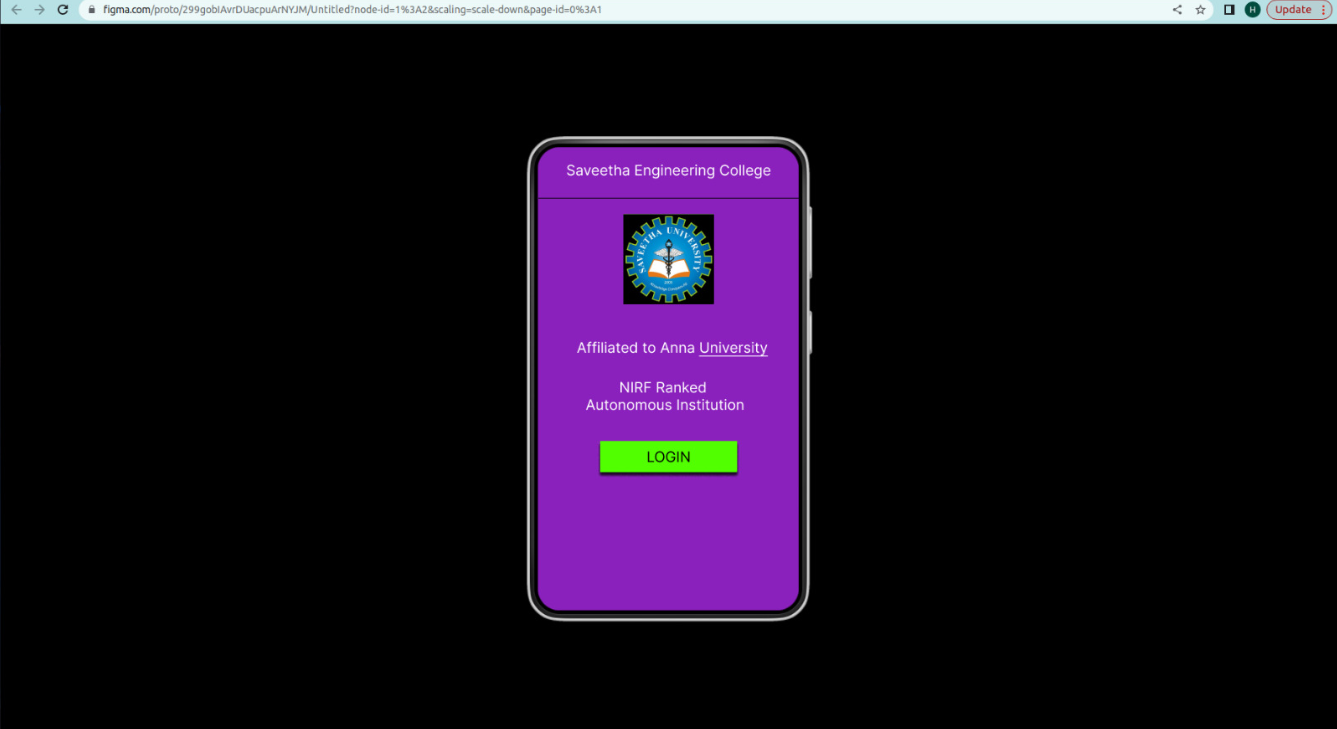 figma.com/proto/299gobIAvrDUacpuArNYJM/Untitled?node-id=1%3A2&scaling=scale-down&page-id=0%3A1
H
Update
Saveetha Engineering College
SAVEETHA UNIVERSITY
Affiliated to Anna University
NIRF Ranked
Autonomous Institution
LOGIN